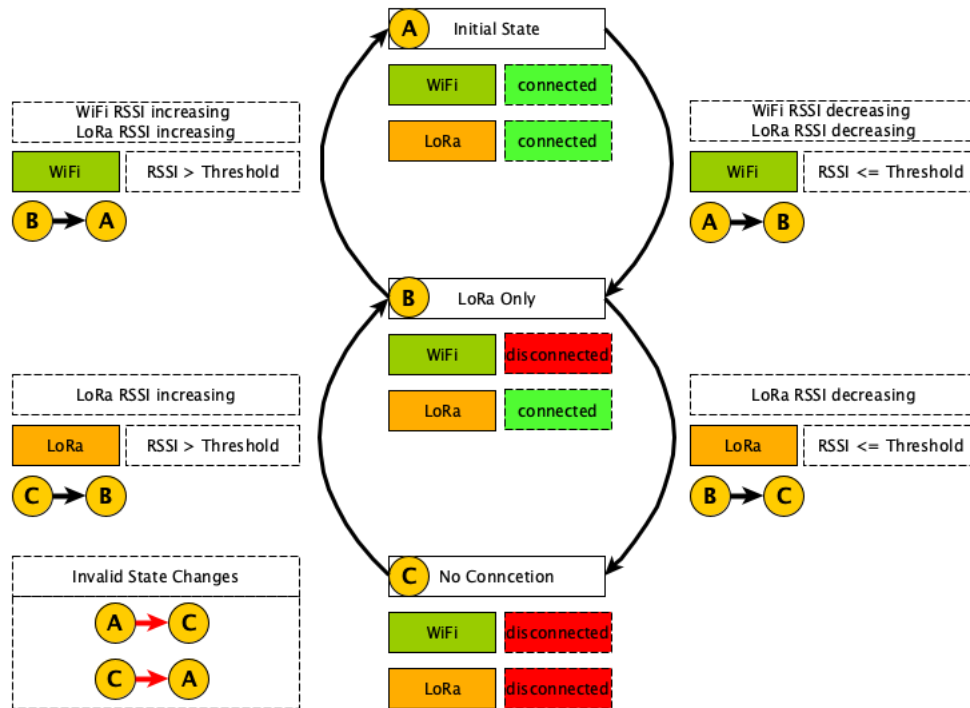 A Initial State
WiFi connected
LoRa connected
WiFi RSSI increasing
LoRa RSSI increasing
WiFi RSSI > Threshold
B A
WiFi RSSI decreasing
LoRa RSSI decreasing
WiFi RSSI <= Threshold
A B
B LoRa Only
WiFi disconnected
LoRa connected
LoRa RSSI increasing
LoRa RSSI > Threshold
C B
LoRa RSSI decreasing
LoRa RSSI <= Threshold
B C
C No Conncetion
WiFi disconnected
LoRa disconnected
Invalid State Changes
A C
C A